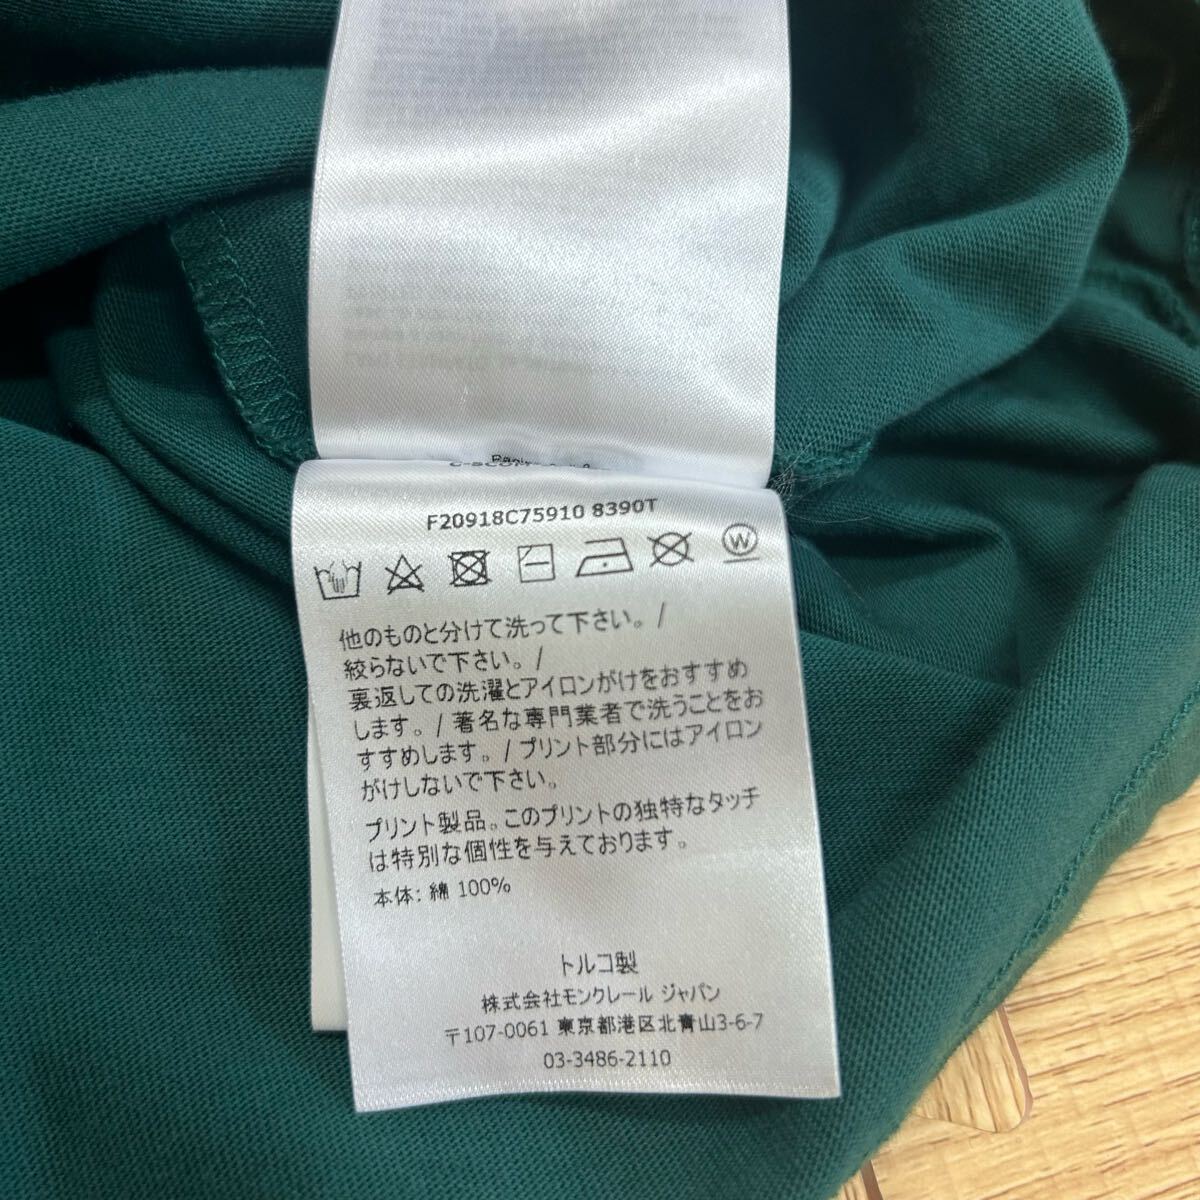 F20918C75910 8390T
W
他のものと分けて洗って下さい。/
絞らないで下さい。/
裏返しての洗濯とアイロンがけをおすすめ
します。/ 著名な専門業者で洗うことをお
すすめします。/ プリント部分にはアイロン
がけしないで下さい。
プリント製品。このプリントの独特なタッチ
は特別な個性を与えております。
本体: 綿 100%
トルコ製
株式会社モンクレール ジャパン
〒107-0061 東京都港区北青山3-6-7
03-3486-2110